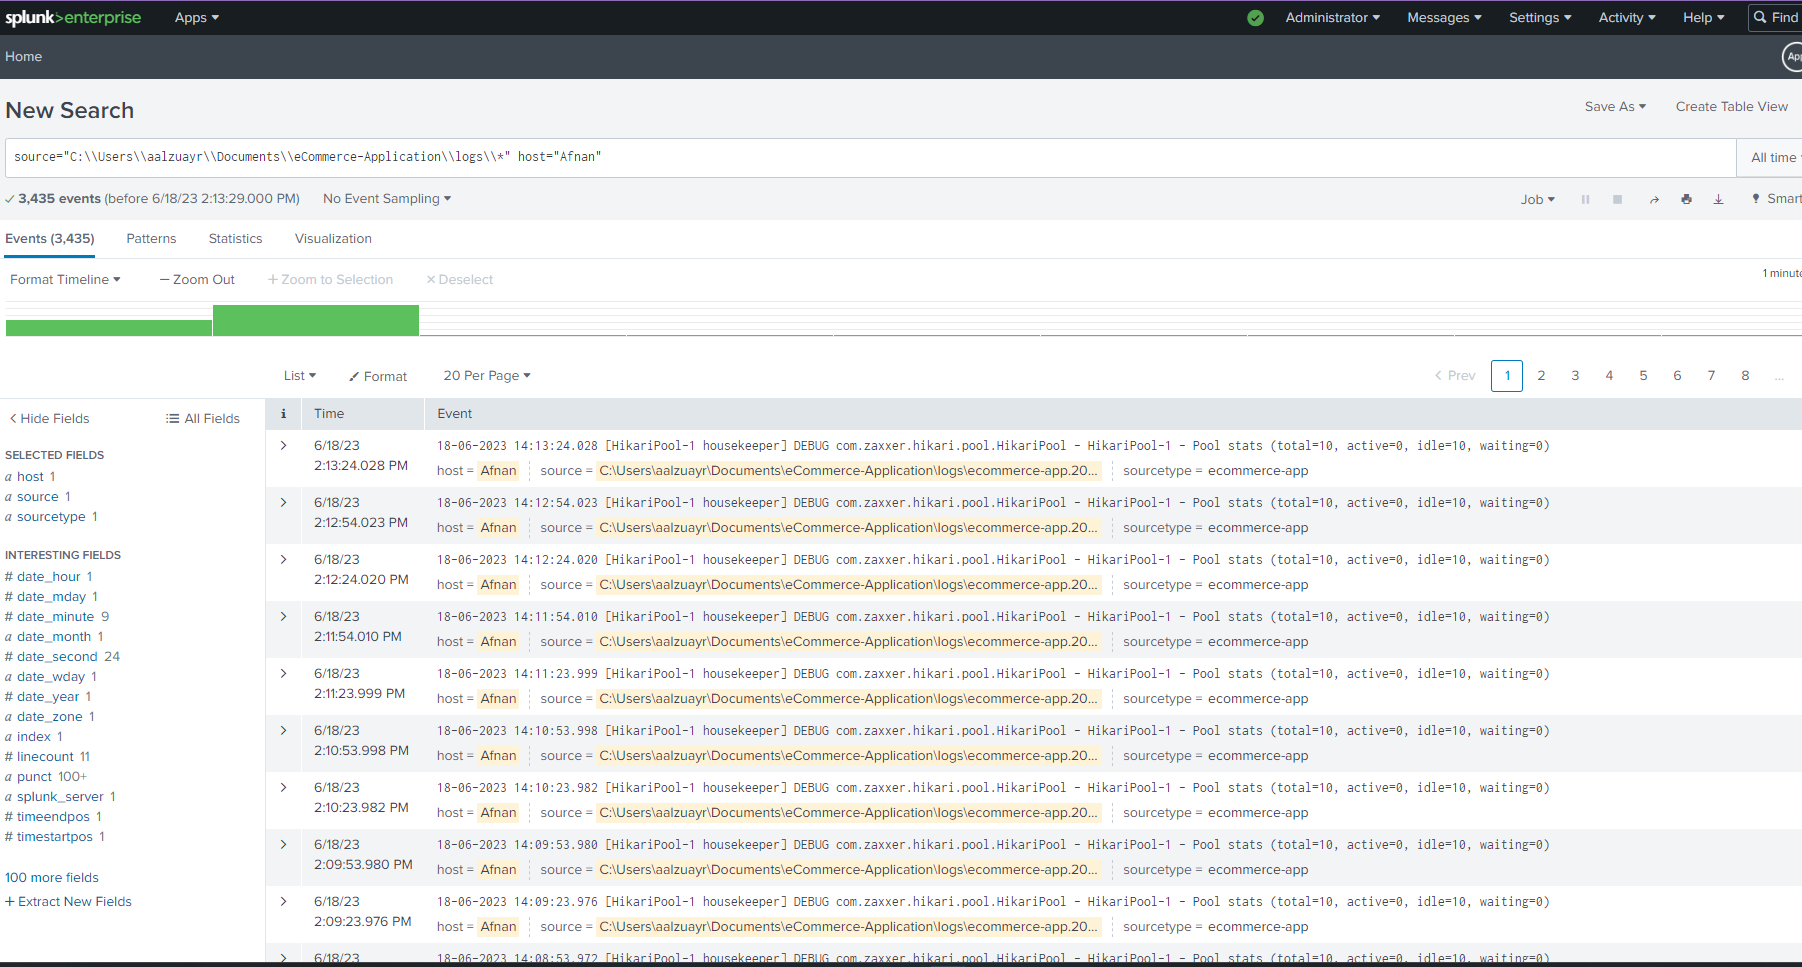 splunk>enterprise Apps Administrator Messages Settings Activity Help Find
Home App
New Search Save As Create Table View
source="C:\\Users\\aalzuayr\\Documents\\eCommerce-Application\\logs\\*" host="Afnan" All time
3,435 events (before 6/18/23 2:13:29.000 PM) No Event Sampling Job Smart
Events (3,435) Patterns Statistics Visualization
Format Timeline — Zoom Out + Zoom to Selection × Deselect 1 minute
List Format 20 Per Page < Prev 1 2 3 4 5 6 7 8 ...
< Hide Fields All Fields
SELECTED FIELDS
a host 1
a source 1
a sourcetype 1
INTERESTING FIELDS
# date_hour 1
# date_mday 1
# date_minute 9
a date_month 1
# date_second 24
a date_wday 1
# date_year 1
a date_zone 1
a index 1
# linecount 11
a punct 100+
a splunk_server 1
# timeendpos 1
# timestartpos 1
100 more fields
+ Extract New Fields
i Time Event
> 6/18/23 18-06-2023 14:13:24.028 [HikariPool-1 housekeeper] DEBUG com.zaxxer.hikari.pool.HikariPool - HikariPool-1 - Pool stats (total=10, active=0, idle=10, waiting=0)
2:13:24.028 PM host = Afnan source = C:\Users\aalzuayr\Documents\eCommerce-Application\logs\ecommerce-app.20... sourcetype = ecommerce-app
> 6/18/23 18-06-2023 14:12:54.023 [HikariPool-1 housekeeper] DEBUG com.zaxxer.hikari.pool.HikariPool - HikariPool-1 - Pool stats (total=10, active=0, idle=10, waiting=0)
2:12:54.023 PM host = Afnan source = C:\Users\aalzuayr\Documents\eCommerce-Application\logs\ecommerce-app.20... sourcetype = ecommerce-app
> 6/18/23 18-06-2023 14:12:24.020 [HikariPool-1 housekeeper] DEBUG com.zaxxer.hikari.pool.HikariPool - HikariPool-1 - Pool stats (total=10, active=0, idle=10, waiting=0)
2:12:24.020 PM host = Afnan source = C:\Users\aalzuayr\Documents\eCommerce-Application\logs\ecommerce-app.20... sourcetype = ecommerce-app
> 6/18/23 18-06-2023 14:11:54.010 [HikariPool-1 housekeeper] DEBUG com.zaxxer.hikari.pool.HikariPool - HikariPool-1 - Pool stats (total=10, active=0, idle=10, waiting=0)
2:11:54.010 PM host = Afnan source = C:\Users\aalzuayr\Documents\eCommerce-Application\logs\ecommerce-app.20... sourcetype = ecommerce-app
> 6/18/23 18-06-2023 14:11:23.999 [HikariPool-1 housekeeper] DEBUG com.zaxxer.hikari.pool.HikariPool - HikariPool-1 - Pool stats (total=10, active=0, idle=10, waiting=0)
2:11:23.999 PM host = Afnan source = C:\Users\aalzuayr\Documents\eCommerce-Application\logs\ecommerce-app.20... sourcetype = ecommerce-app
> 6/18/23 18-06-2023 14:10:53.998 [HikariPool-1 housekeeper] DEBUG com.zaxxer.hikari.pool.HikariPool - HikariPool-1 - Pool stats (total=10, active=0, idle=10, waiting=0)
2:10:53.998 PM host = Afnan source = C:\Users\aalzuayr\Documents\eCommerce-Application\logs\ecommerce-app.20... sourcetype = ecommerce-app
> 6/18/23 18-06-2023 14:10:23.982 [HikariPool-1 housekeeper] DEBUG com.zaxxer.hikari.pool.HikariPool - HikariPool-1 - Pool stats (total=10, active=0, idle=10, waiting=0)
2:10:23.982 PM host = Afnan source = C:\Users\aalzuayr\Documents\eCommerce-Application\logs\ecommerce-app.20... sourcetype = ecommerce-app
> 6/18/23 18-06-2023 14:09:53.980 [HikariPool-1 housekeeper] DEBUG com.zaxxer.hikari.pool.HikariPool - HikariPool-1 - Pool stats (total=10, active=0, idle=10, waiting=0)
2:09:53.980 PM host = Afnan source = C:\Users\aalzuayr\Documents\eCommerce-Application\logs\ecommerce-app.20... sourcetype = ecommerce-app
> 6/18/23 18-06-2023 14:09:23.976 [HikariPool-1 housekeeper] DEBUG com.zaxxer.hikari.pool.HikariPool - HikariPool-1 - Pool stats (total=10, active=0, idle=10, waiting=0)
2:09:23.976 PM host = Afnan source = C:\Users\aalzuayr\Documents\eCommerce-Application\logs\ecommerce-app.20... sourcetype = ecommerce-app
> 6/18/23 18-06-2023 14:08:53.972 [HikariPool-1 housekeeper] DEBUG com.zaxxer.hikari.pool.HikariPool - HikariPool-1 - Pool stats (total=10, active=0, idle=10, waiting=0)